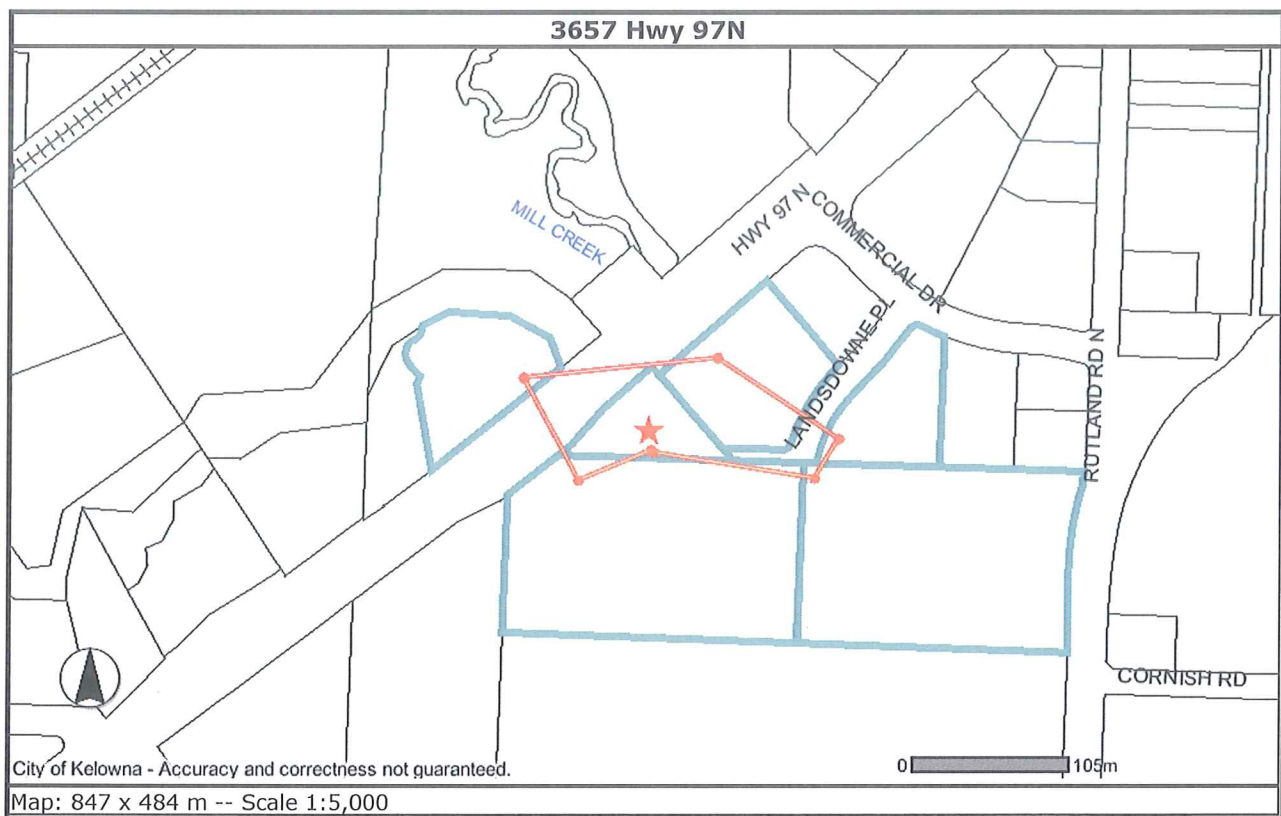 3657 Hwy 97N
MILL CREEK
HWY 97 N
COMMERCIAL DR
LANDSDOWNE PL
RUTLAND RD N
CORNISH RD
City of Kelowna - Accuracy and correctness not guaranteed.
0 105m
Map: 847 x 484 m -- Scale 1:5,000